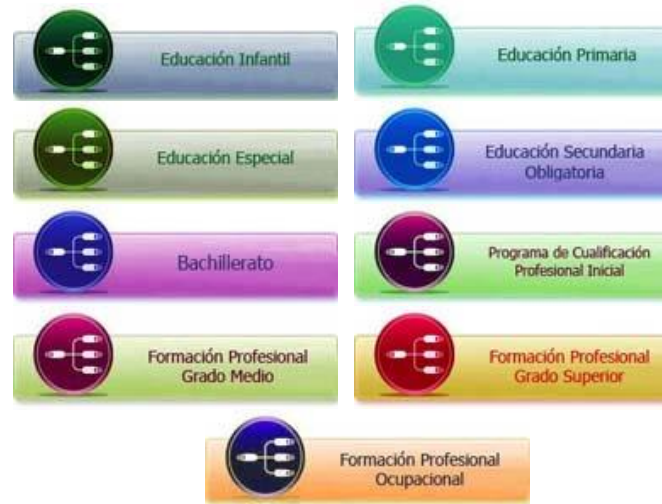 Educación Infantil
Educación Primaria
Educación Especial
Educación Secundaria
Obligatoria
Bachillerato
Programa de Cualificación
Profesional Inicial
Formación Profesional
Grado Medio
Formación Profesional
Grado Superior
Formación Profesional
Ocupacional